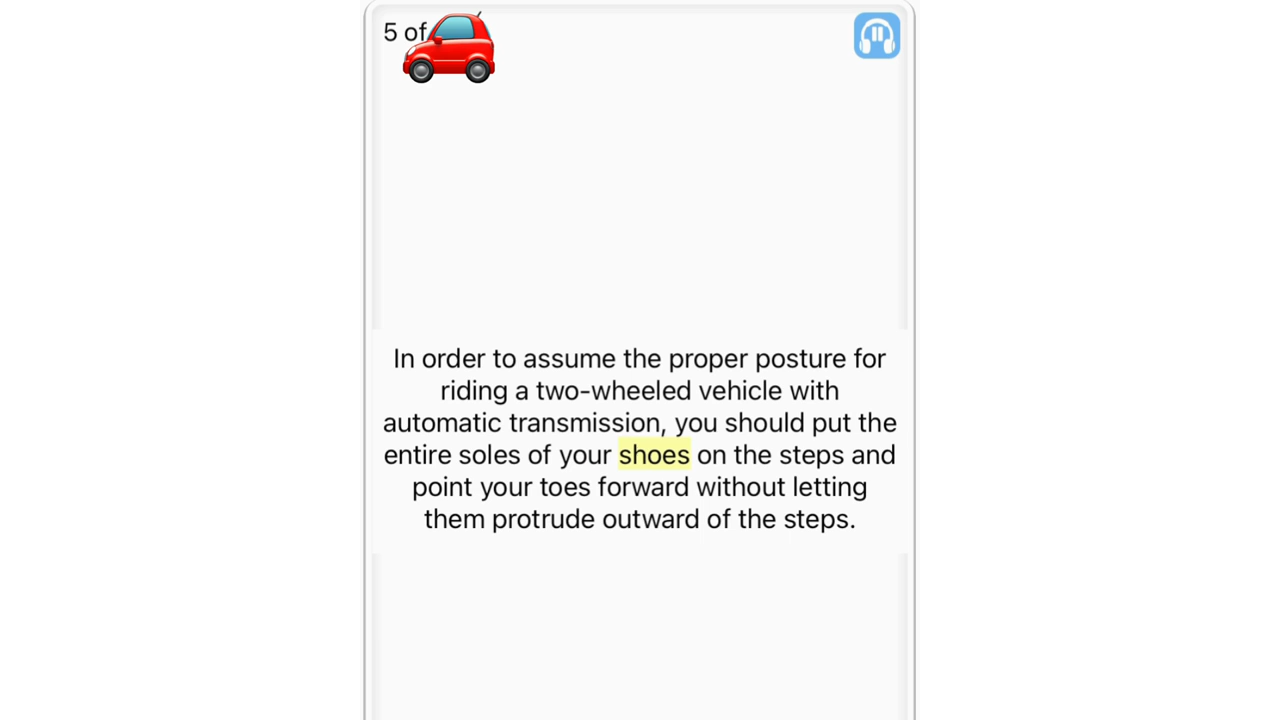 5 of
In order to assume the proper posture for
riding a two-wheeled vehicle with
automatic transmission, you should put the
entire soles of your shoes on the steps and
point your toes forward without letting
them protrude outward of the steps.